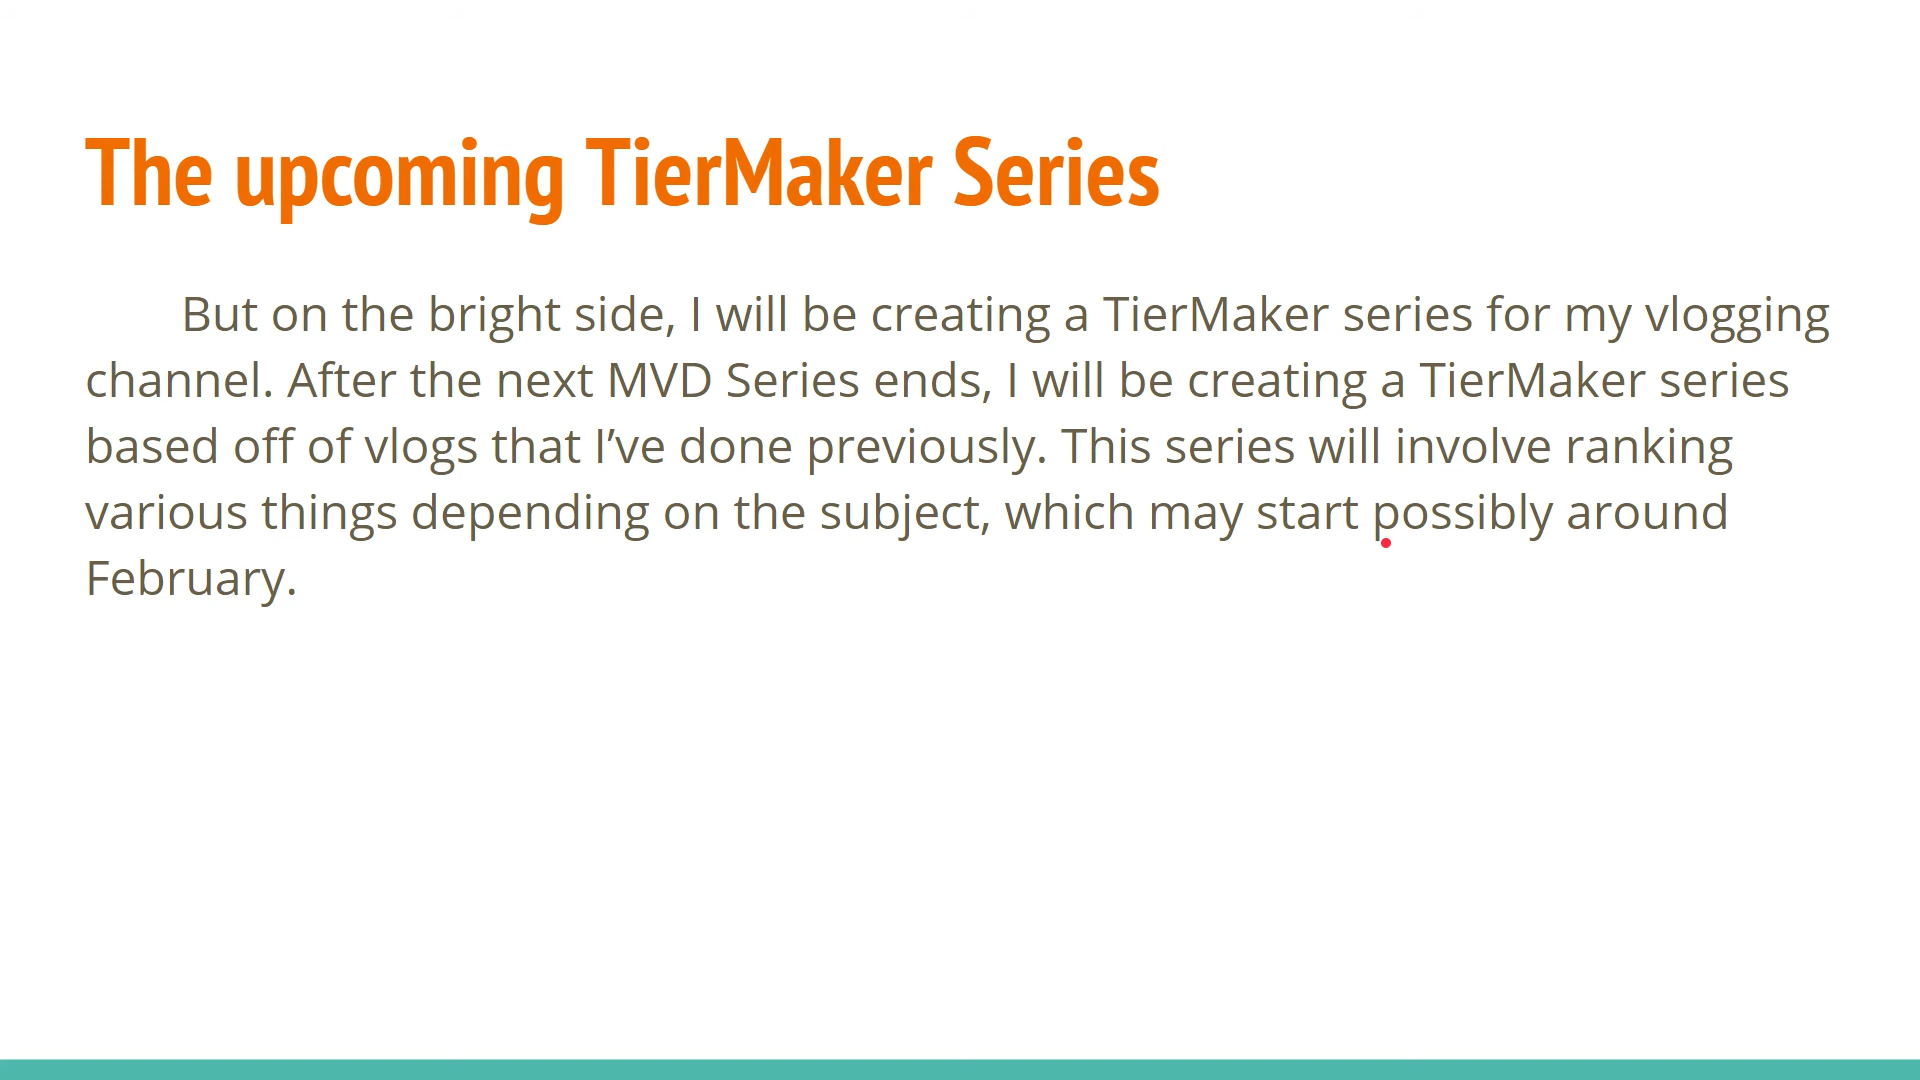 The upcoming TierMaker Series
But on the bright side, I will be creating a TierMaker series for my vlogging
channel. After the next MVD Series ends, I will be creating a TierMaker series
based off of vlogs that I’ve done previously. This series will involve ranking
various things depending on the subject, which may start possibly around
February.